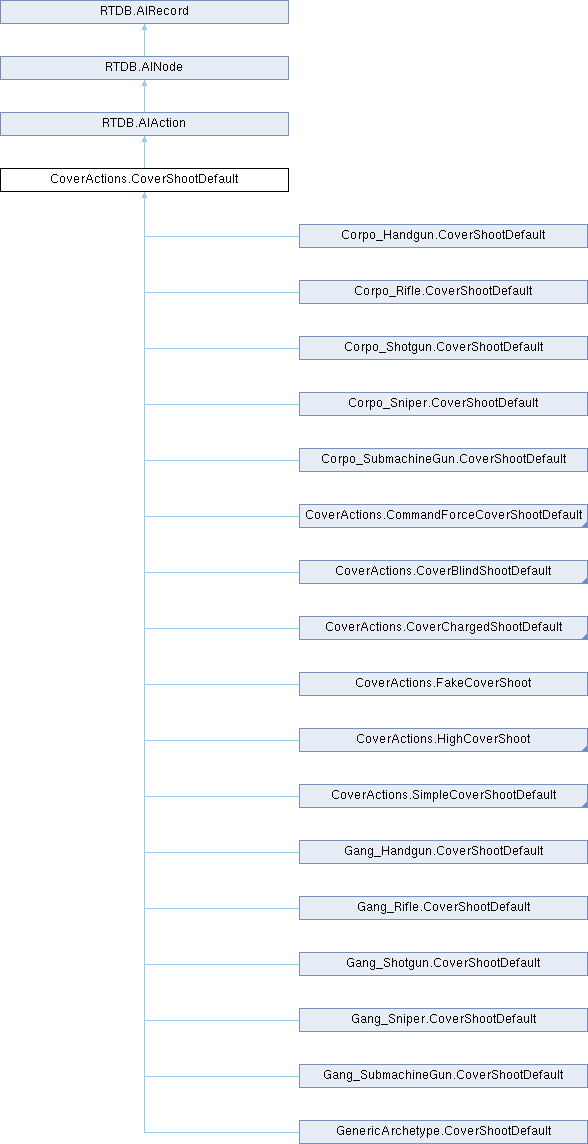 RTDB.AIRecord
RTDB.AINode
RTDB.AIAction
CoverActions.CoverShootDefault
Corpo_Handgun.CoverShootDefault
Corpo_Rifle.CoverShootDefault
Corpo_Shotgun.CoverShootDefault
Corpo_Sniper.CoverShootDefault
Corpo_SubmachineGun.CoverShootDefault
CoverActions.CommandForceCoverShootDefault
CoverActions.CoverBlindShootDefault
CoverActions.CoverChargedShootDefault
CoverActions.FakeCoverShoot
CoverActions.HighCoverShoot
CoverActions.SimpleCoverShootDefault
Gang_Handgun.CoverShootDefault
Gang_Rifle.CoverShootDefault
Gang_Shotgun.CoverShootDefault
Gang_Sniper.CoverShootDefault
Gang_SubmachineGun.CoverShootDefault
GenericArchetype.CoverShootDefault